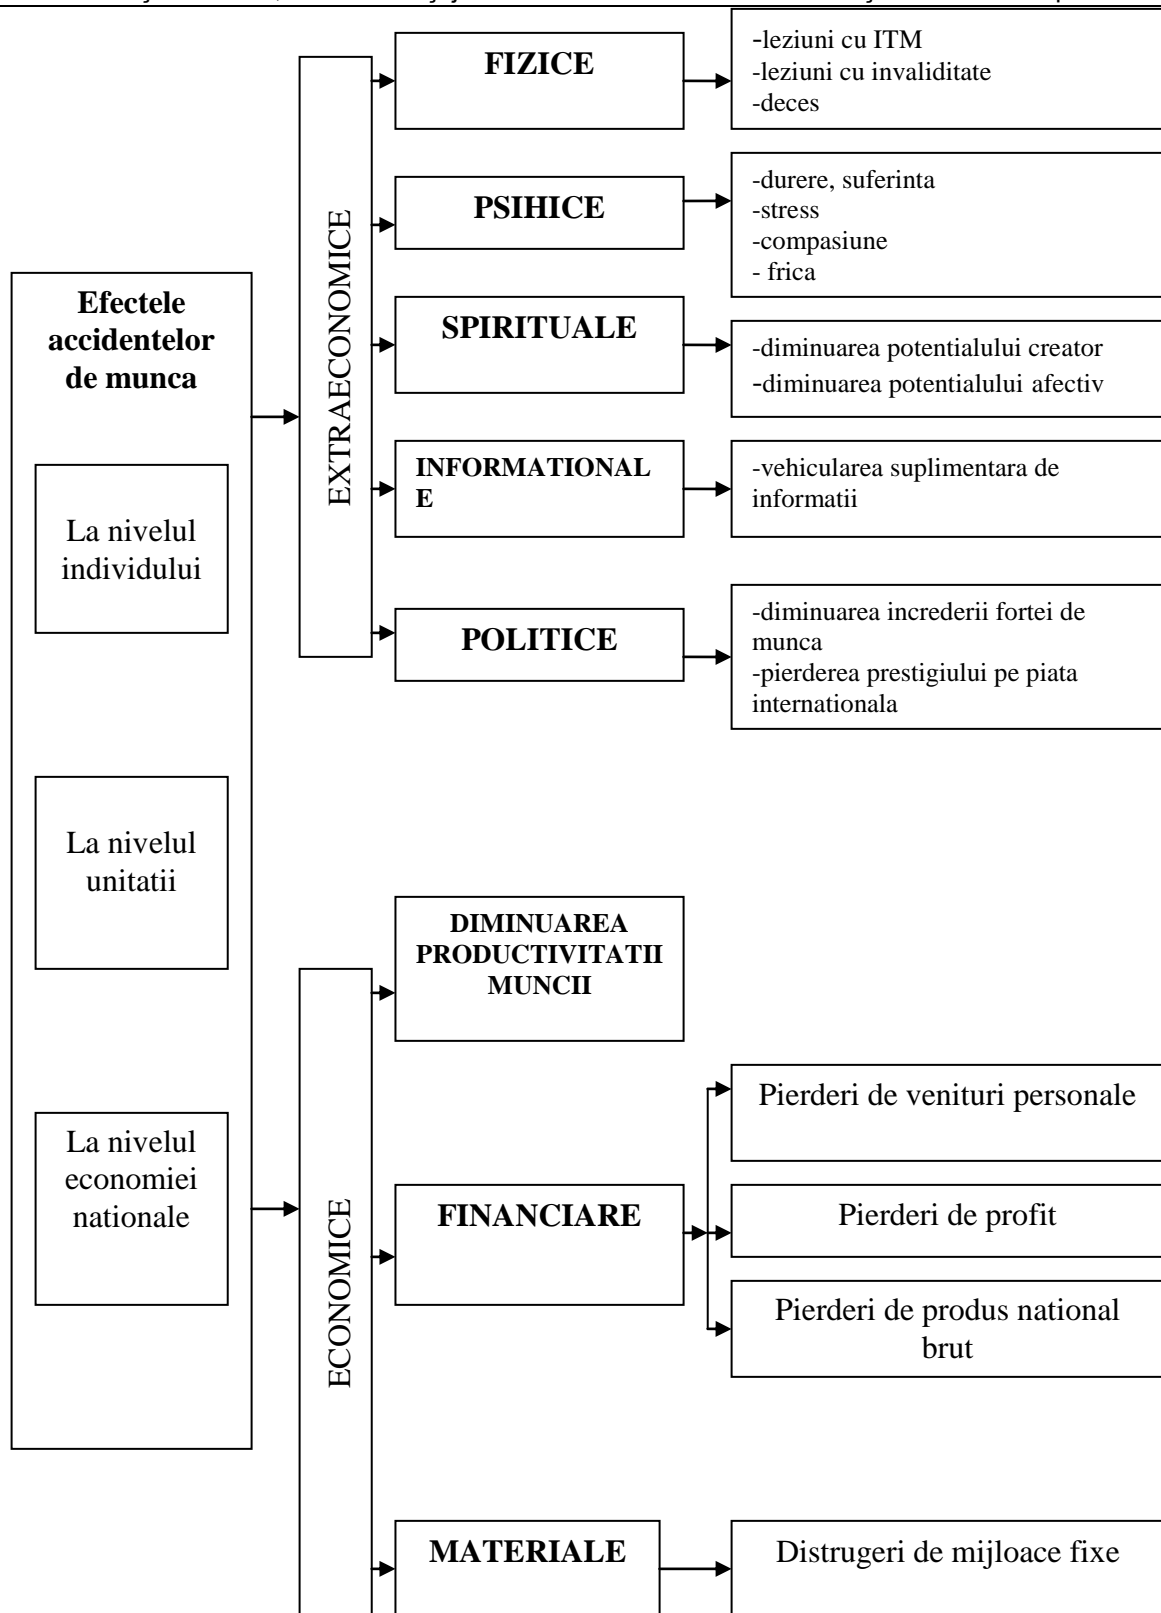 FIZICE
-leziuni cu ITM
-leziuni cu invaliditate
-deces
PSIHICE
-durere, suferinta
-stress
-compasiune
- frica
Efectele
accidentelor
de munca
EXTRAECONOMICE
SPIRITUALE
-diminuarea potentialului creator
-diminuarea potentialului afectiv
INFORMATIONAL
E
-vehicularea suplimentara de
informatii
La nivelul
individului
POLITICE
-diminuarea increderii fortei de
munca
-pierderea prestigiului pe piata
internationala
La nivelul
unitatii
DIMINUAREA
PRODUCTIVITATII
MUNCII
Pierderi de venituri personale
La nivelul
economiei
nationale
ECONOMICE
FINANCIARE
Pierderi de profit
Pierderi de produs national
brut
MATERIALE
Distrugeri de mijloace fixe